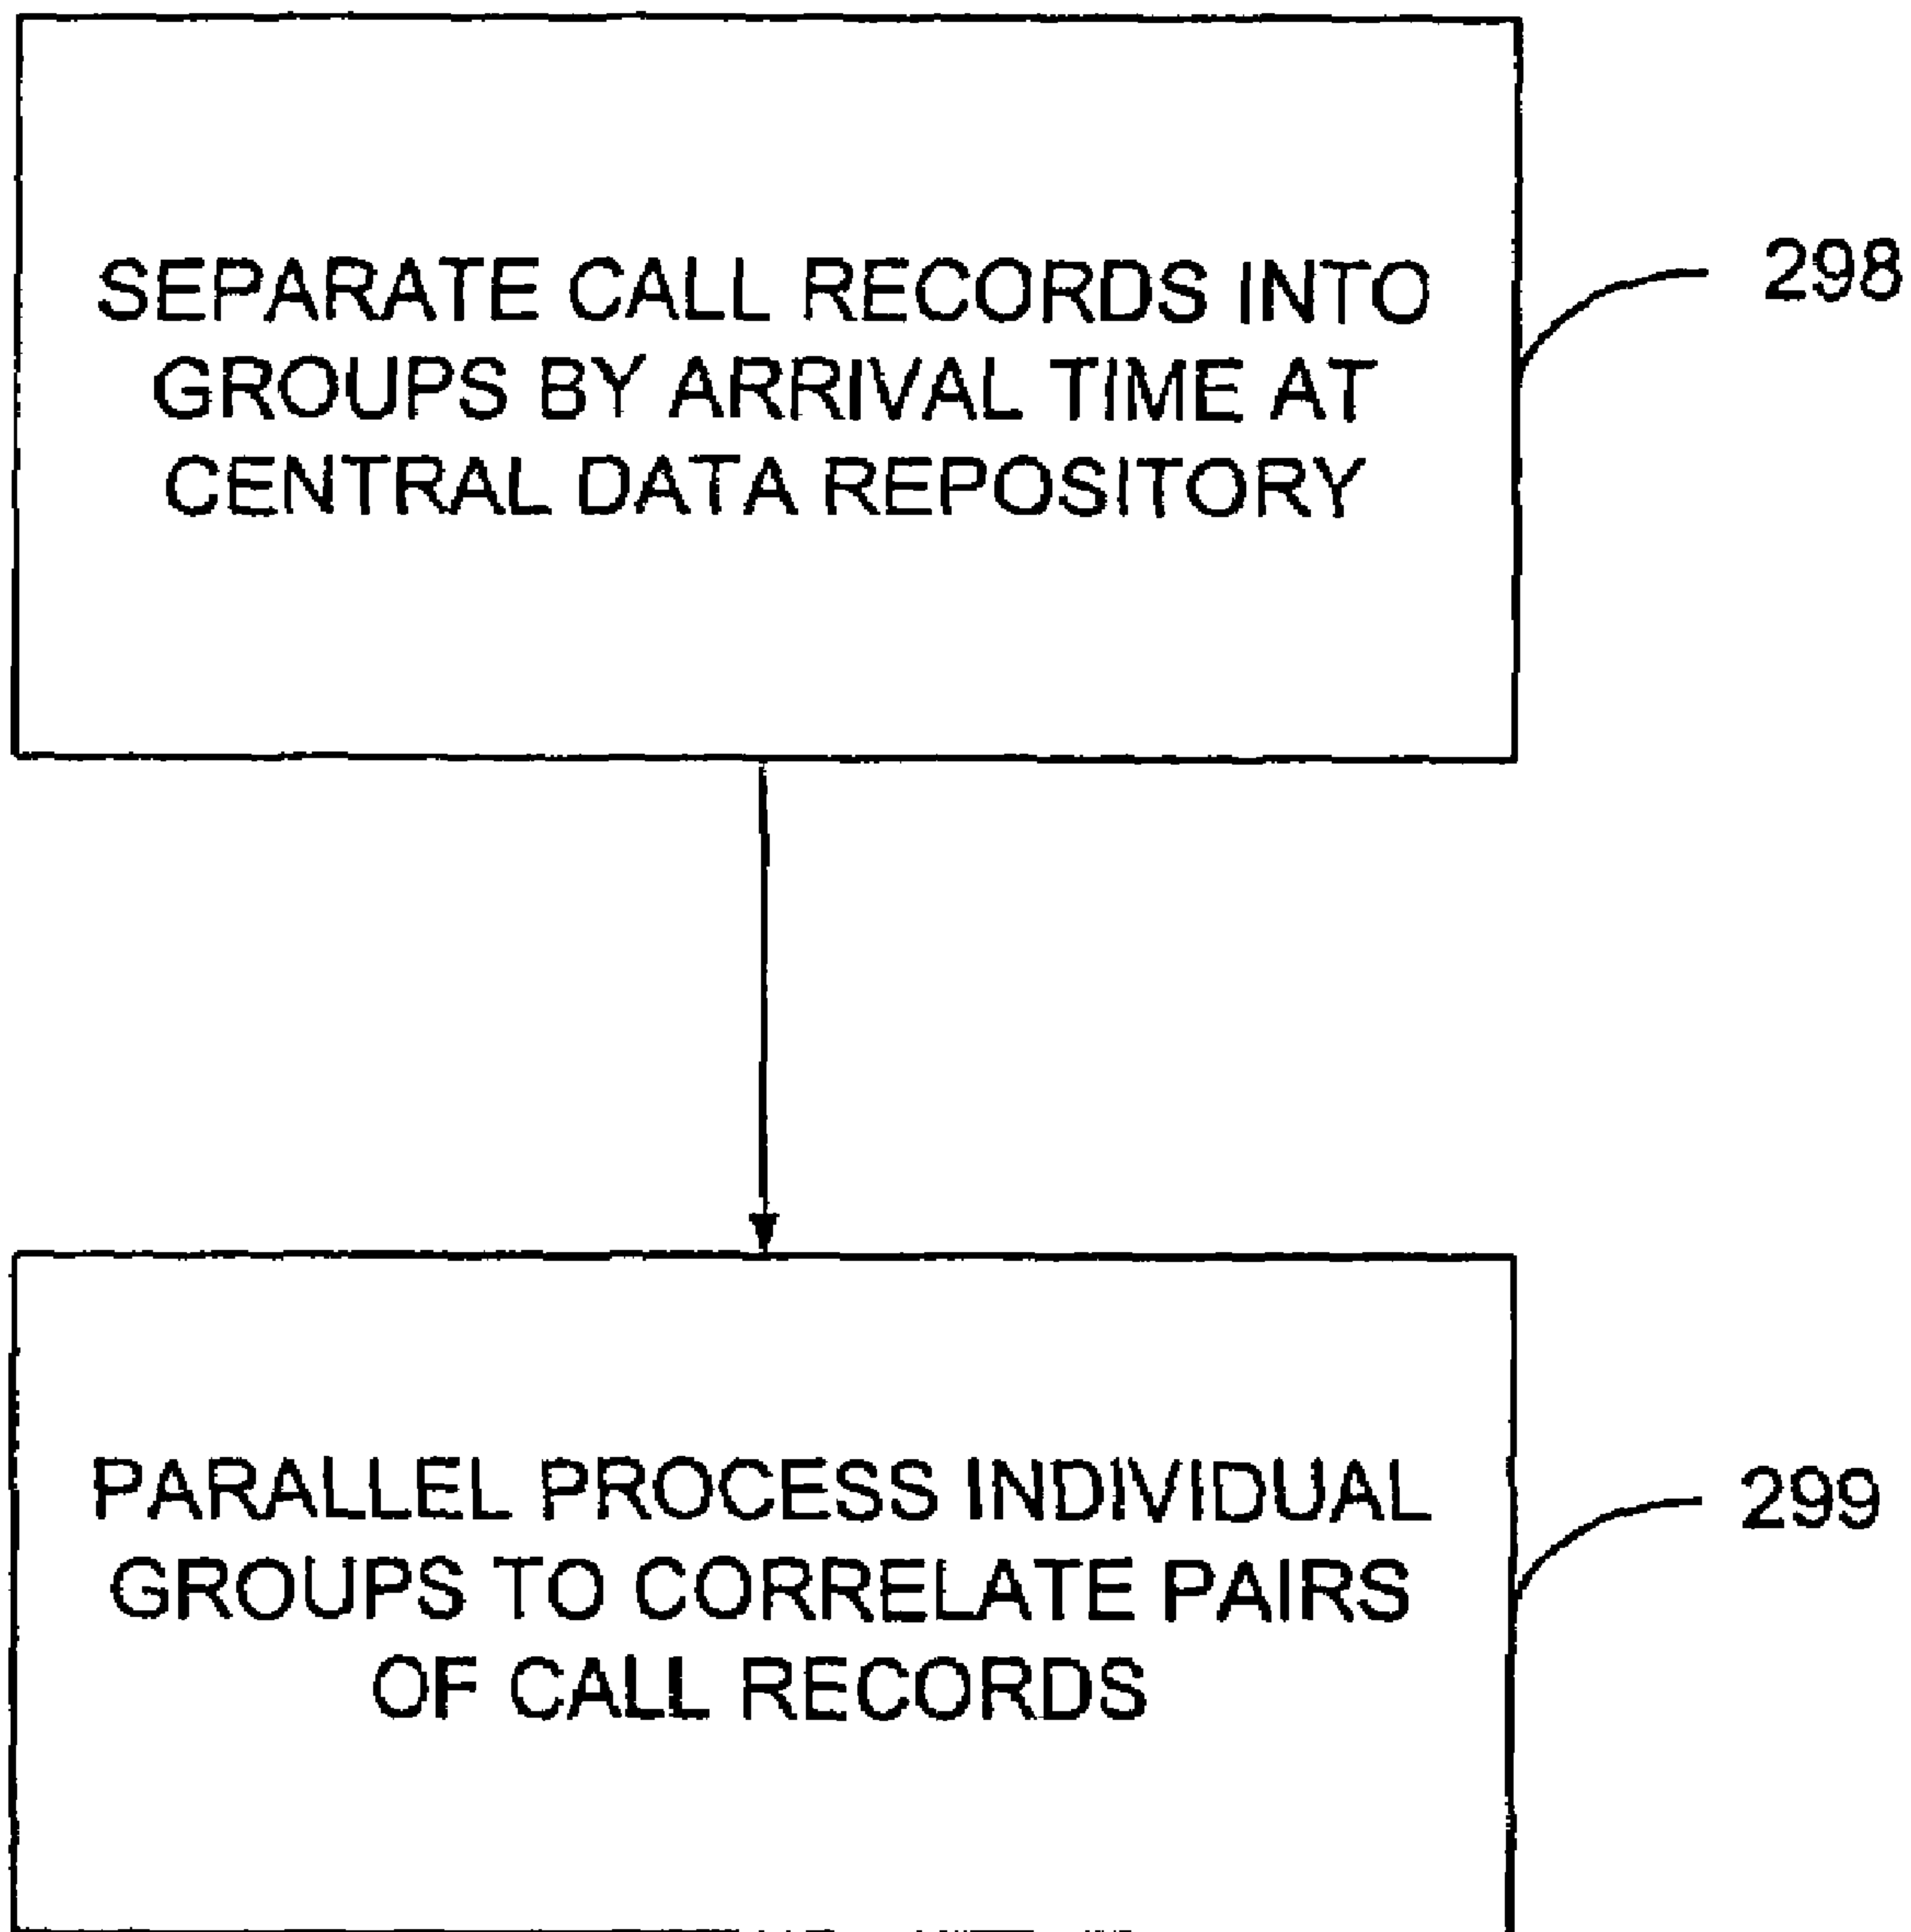 SEPARATE CALL RECORDS INTO
GROUPS BY ARRIVAL TIME AT
CENTRAL DATA REPOSITORY
298
PARALLEL PROCESS INDIVIDUAL
GROUPS TO CORRELATE PAIRS
OF CALL RECORDS
299